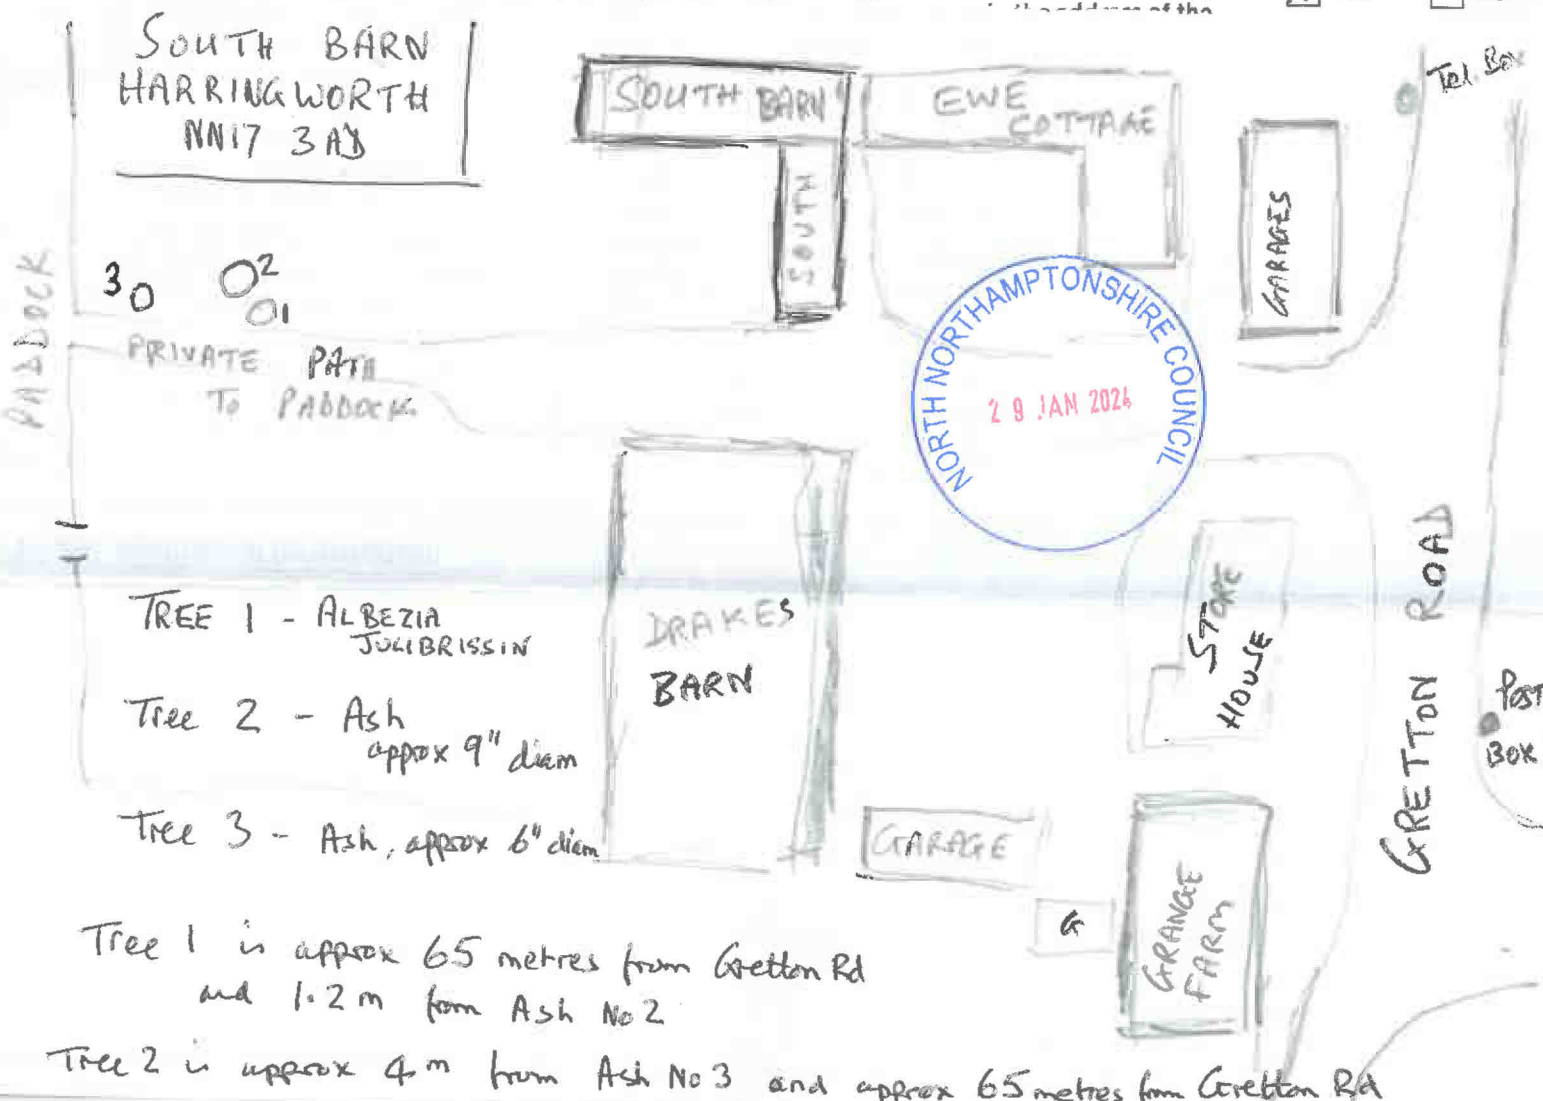 SOUTH BARN
HARRINGWORTH
NN17 3AD
SOUTH BARN
EWE
COTTAGE
Tel. Box
SOUTH
GARAGES
PADDOCK
3
2
1
PRIVATE PATH
TO PADDOCK
NORTH NORTHAMPTONSHIRE COUNCIL
29 JAN 2024
TREE 1 - ALBEZIA
JULIBRISSIN
Tree 2 - Ash
approx 9" diam
Tree 3 - Ash, approx 6" diam
DRAKES
BARN
STORE
HOUSE
GRETTON ROAD
POST
BOX
GARAGE
G
GRANGE
FARM
Tree 1 is approx 65 metres from Gretton Rd
and 1.2m from Ash No 2
Tree 2 is approx 4m from Ash No 3 and approx 65 metres from Gretton Rd